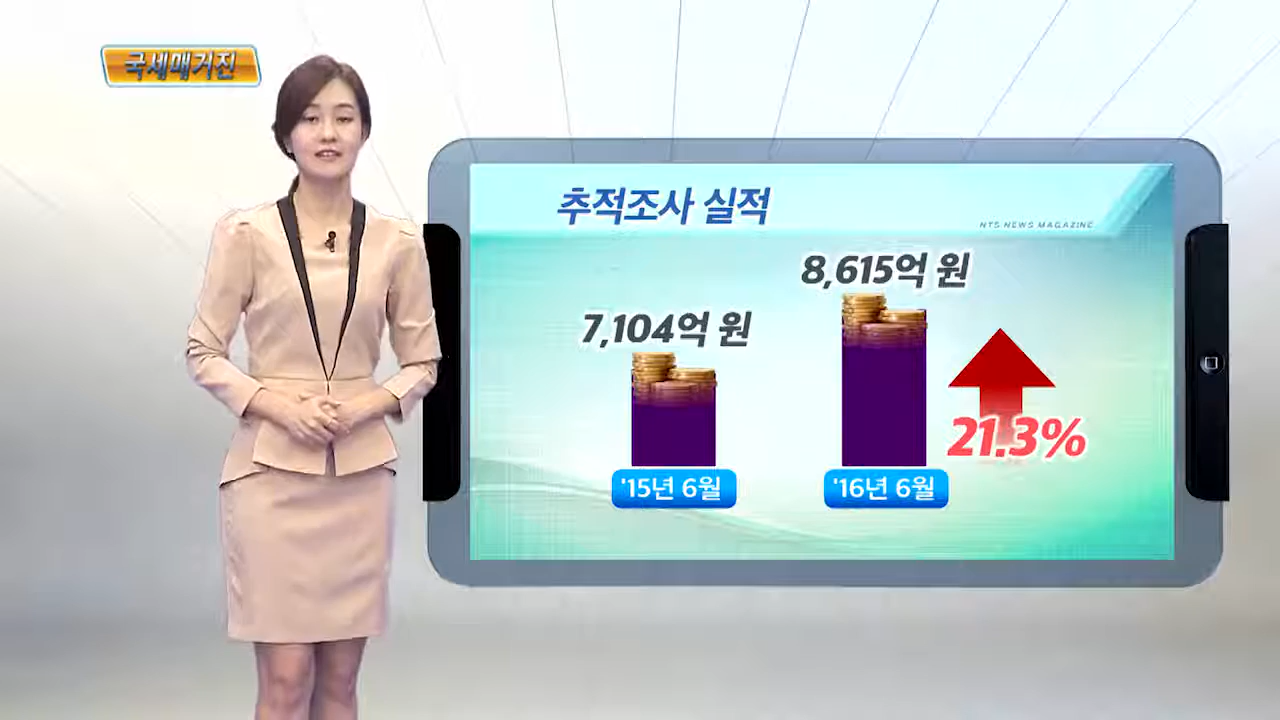 국세매거진
추적조사 실적
NTS NEWS MAGAZINE
7,104억 원
8,615억 원
21.3%
'15년 6월
'16년 6월